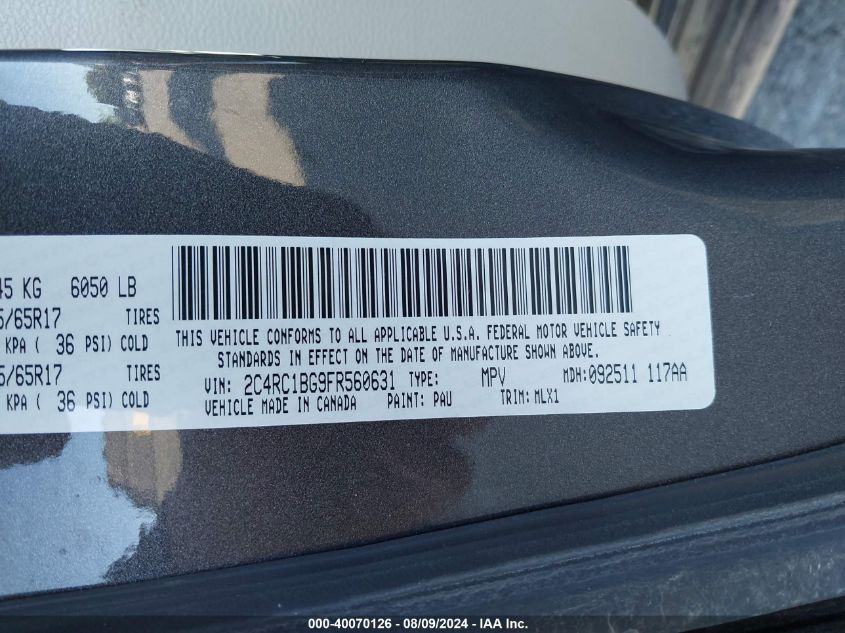 45 KG 6050 LB
5/65R17 TIRES
KPA ( 36 PSI) COLD
5/65R17
KPA ( 36 PSI) COLD
THIS VEHICLE CONFORMS TO ALL APPLICABLE U.S.A. FEDERAL MOTOR VEHICLE SAFETY
STANDARDS IN EFFECT ON THE DATE OF MANUFACTURE SHOWN ABOVE.
VIN: 2C4RC1BG9FR560631 TYPE: MPV MDH:092511 117AA
VEHICLE MADE IN CANADA PAINT: PAU TRIM: MLX1
000-40070126 - 08/09/2024 - IAA Inc.